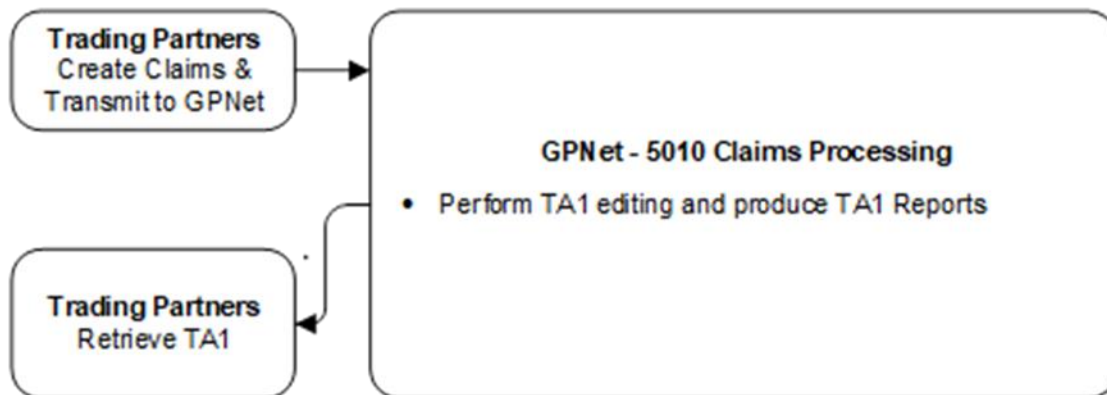 Trading Partners
Create Claims &
Transmit to GPNet
GPNet - 5010 Claims Processing
• Perform TA1 editing and produce TA1 Reports
Trading Partners
Retrieve TA1